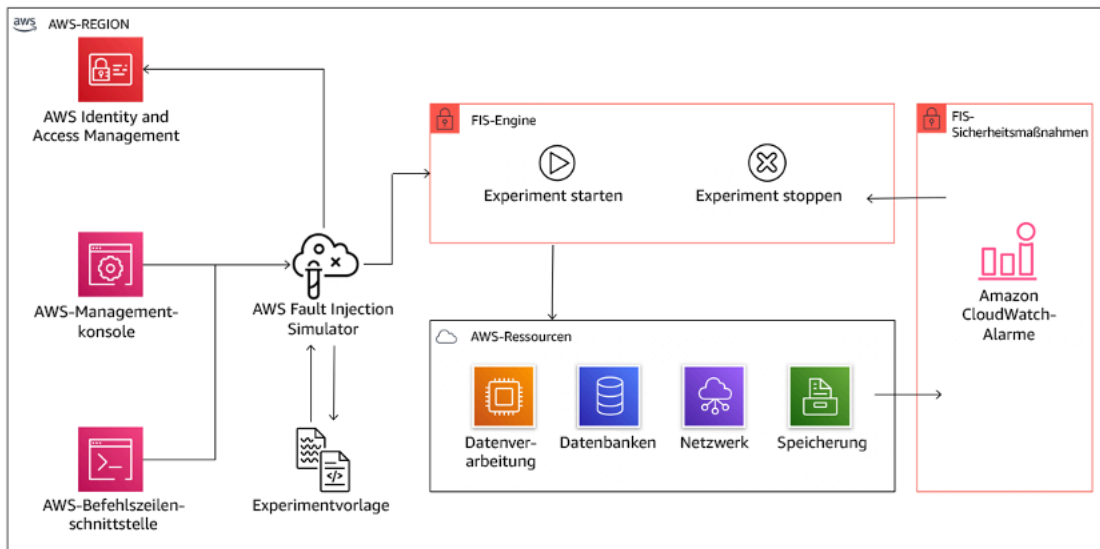 aws
AWS-REGION
AWS Identity and
Access Management
AWS-Management-
konsole
AWS-Befehlszeilen-
schnittstelle
AWS Fault Injection
Simulator
Experimentvorlage
FIS-Engine
Experiment starten
Experiment stoppen
AWS-Ressourcen
Datenver-
arbeitung
Datenbanken
Netzwerk
Speicherung
FIS-
Sicherheitsmaßnahmen
Amazon
CloudWatch-
Alarme